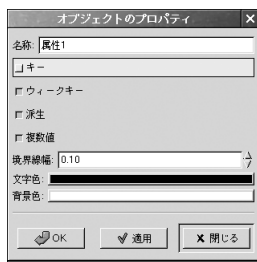 オブジェクトのプロパティ
名称: 属性1
キー
ウィークキー
派生
複数値
境界線幅: 0.10
文字色:
背景色:
OK 適用 閉じる